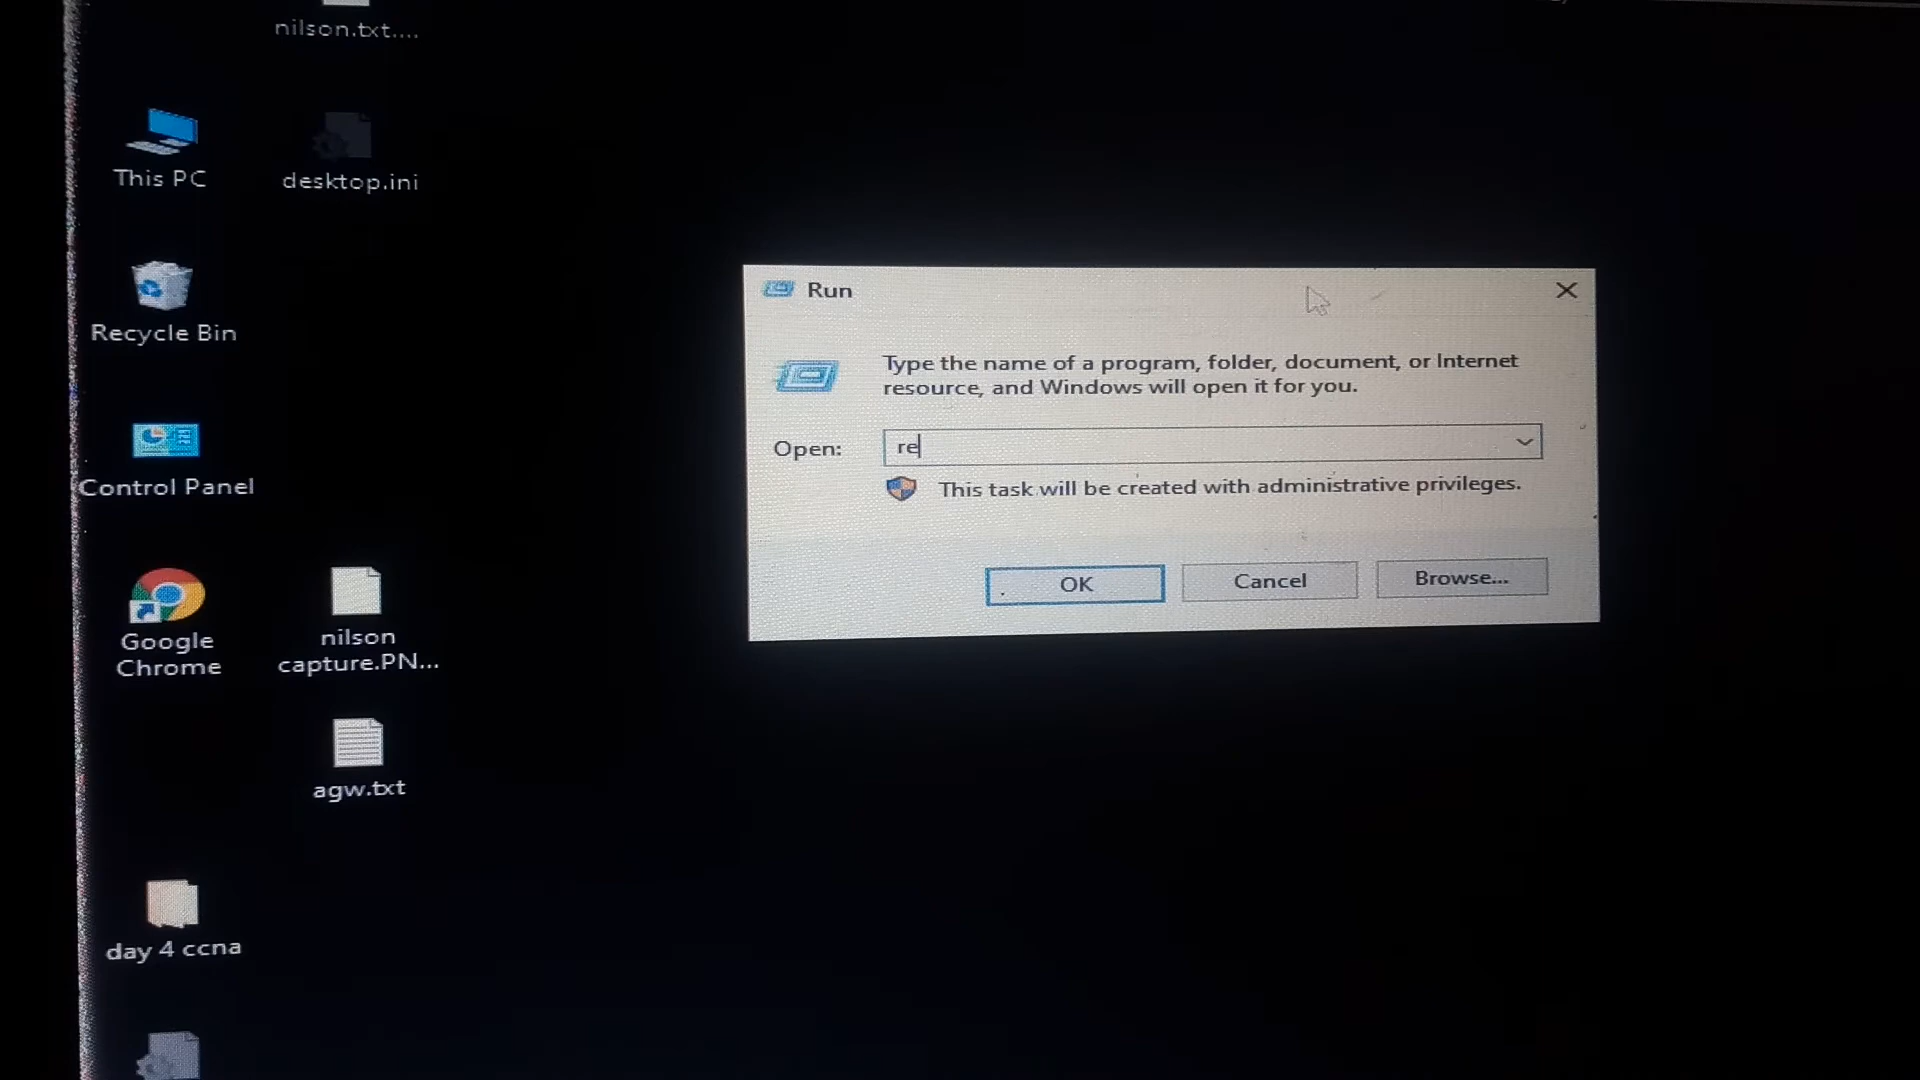 nilson.txt....
This PC
desktop.ini
Recycle Bin
Control Panel
Google
Chrome
nilson
capture.PN...
agw.txt
day 4 ccna
Run
Type the name of a program, folder, document, or Internet
resource, and Windows will open it for you.
Open:
re
This task will be created with administrative privileges.
OK
Cancel
Browse...